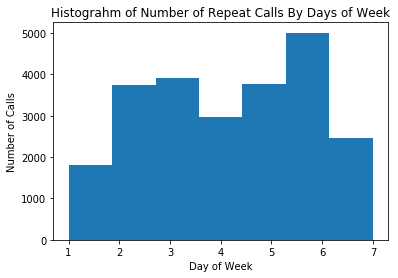 Histograhm of Number of Repeat Calls By Days of Week
5000
4000
3000
2000
1000
0
Number of Calls
1 2 3 4 5 6 7
Day of Week